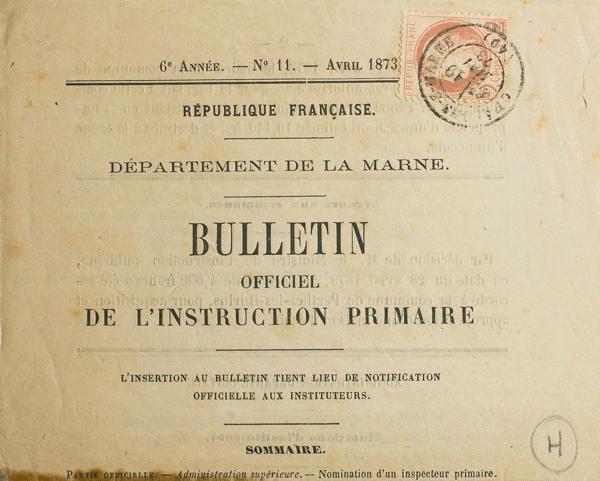 6e ANNÉE. — No 11. — AVRIL 1873
RÉPUBLIQUE FRANÇAISE.
DÉPARTEMENT DE LA MARNE.
BULLETIN
OFFICIEL
DE L'INSTRUCTION PRIMAIRE
L'INSERTION AU BULLETIN TIENT LIEU DE NOTIFICATION
OFFICIELLE AUX INSTITUTEURS.
SOMMAIRE.
PARTIE OFFICIELLE. — Administration supérieure. — Nomination d'un inspecteur primaire.
H